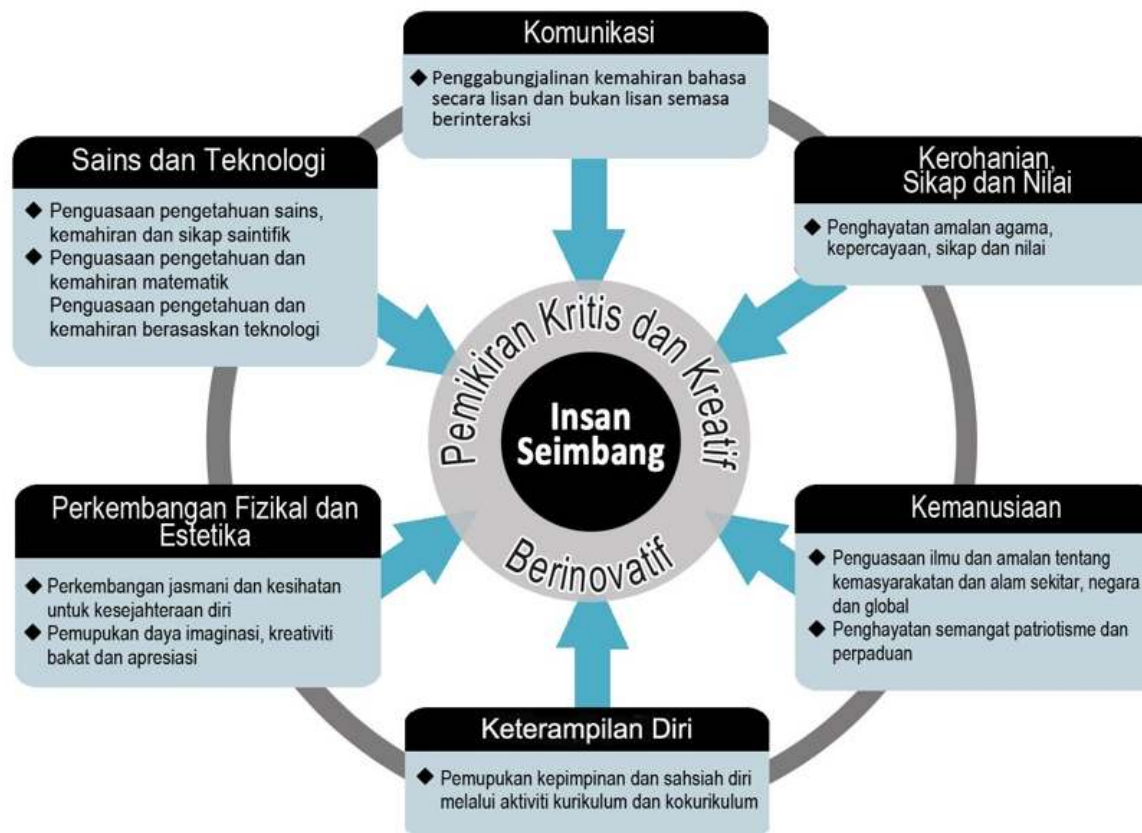 Komunikasi
◆ Penggabungjalinan kemahiran bahasa
secara lisan dan bukan lisan semasa
berinteraksi
Sains dan Teknologi
◆ Penguasaan pengetahuan sains,
kemahiran dan sikap saintifik
◆ Penguasaan pengetahuan dan
kemahiran matematik
Penguasaan pengetahuan dan
kemahiran berasaskan teknologi
Kerohanian,
Sikap dan Nilai
◆ Penghayatan amalan agama,
kepercayaan, sikap dan nilai
Pemikiran Kritis dan Kreatif
Insan
Seimbang
Berinovatif
Perkembangan Fizikal dan
Estetika
◆ Perkembangan jasmani dan kesihatan
untuk kesejahteraan diri
◆ Pemupukan daya imaginasi, kreativiti
bakat dan apresiasi
Kemanusiaan
◆ Penguasaan ilmu dan amalan tentang
kemasyarakatan dan alam sekitar, negara
dan global
◆ Penghayatan semangat patriotisme dan
perpaduan
Keterampilan Diri
◆ Pemupukan kepimpinan dan sahsiah diri
melalui aktiviti kurikulum dan kokurikulum